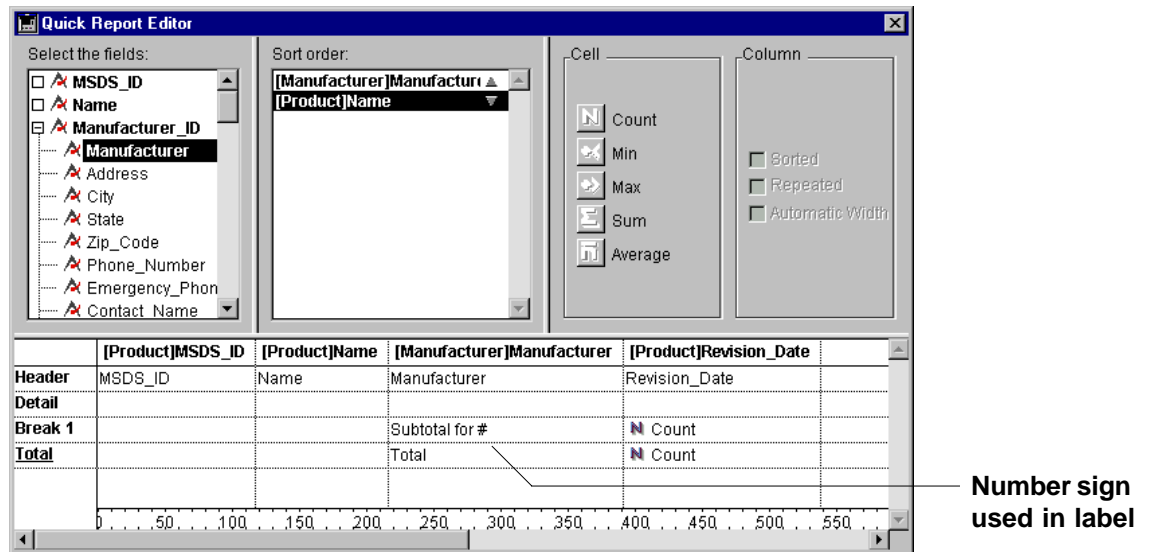 Quick Report Editor
Select the fields:
MSDS_ID
Name
Manufacturer_ID
Manufacturer
Address
City
State
Zip_Code
Phone_Number
Emergency_Phon
Contact_Name
Sort order:
[Manufacturer]Manufactur
[Product]Name
Cell
N Count
Min
Max
Σ Sum
Average
Column
Sorted
Repeated
Automatic Width
[Product]MSDS_ID [Product]Name [Manufacturer]Manufacturer [Product]Revision_Date
Header MSDS_ID Name Manufacturer Revision_Date
Detail
Break 1 Subtotal for # N Count
Total Total N Count
0 50 100 150 200 250 300 350 400 450 500 550
Number sign
used in label